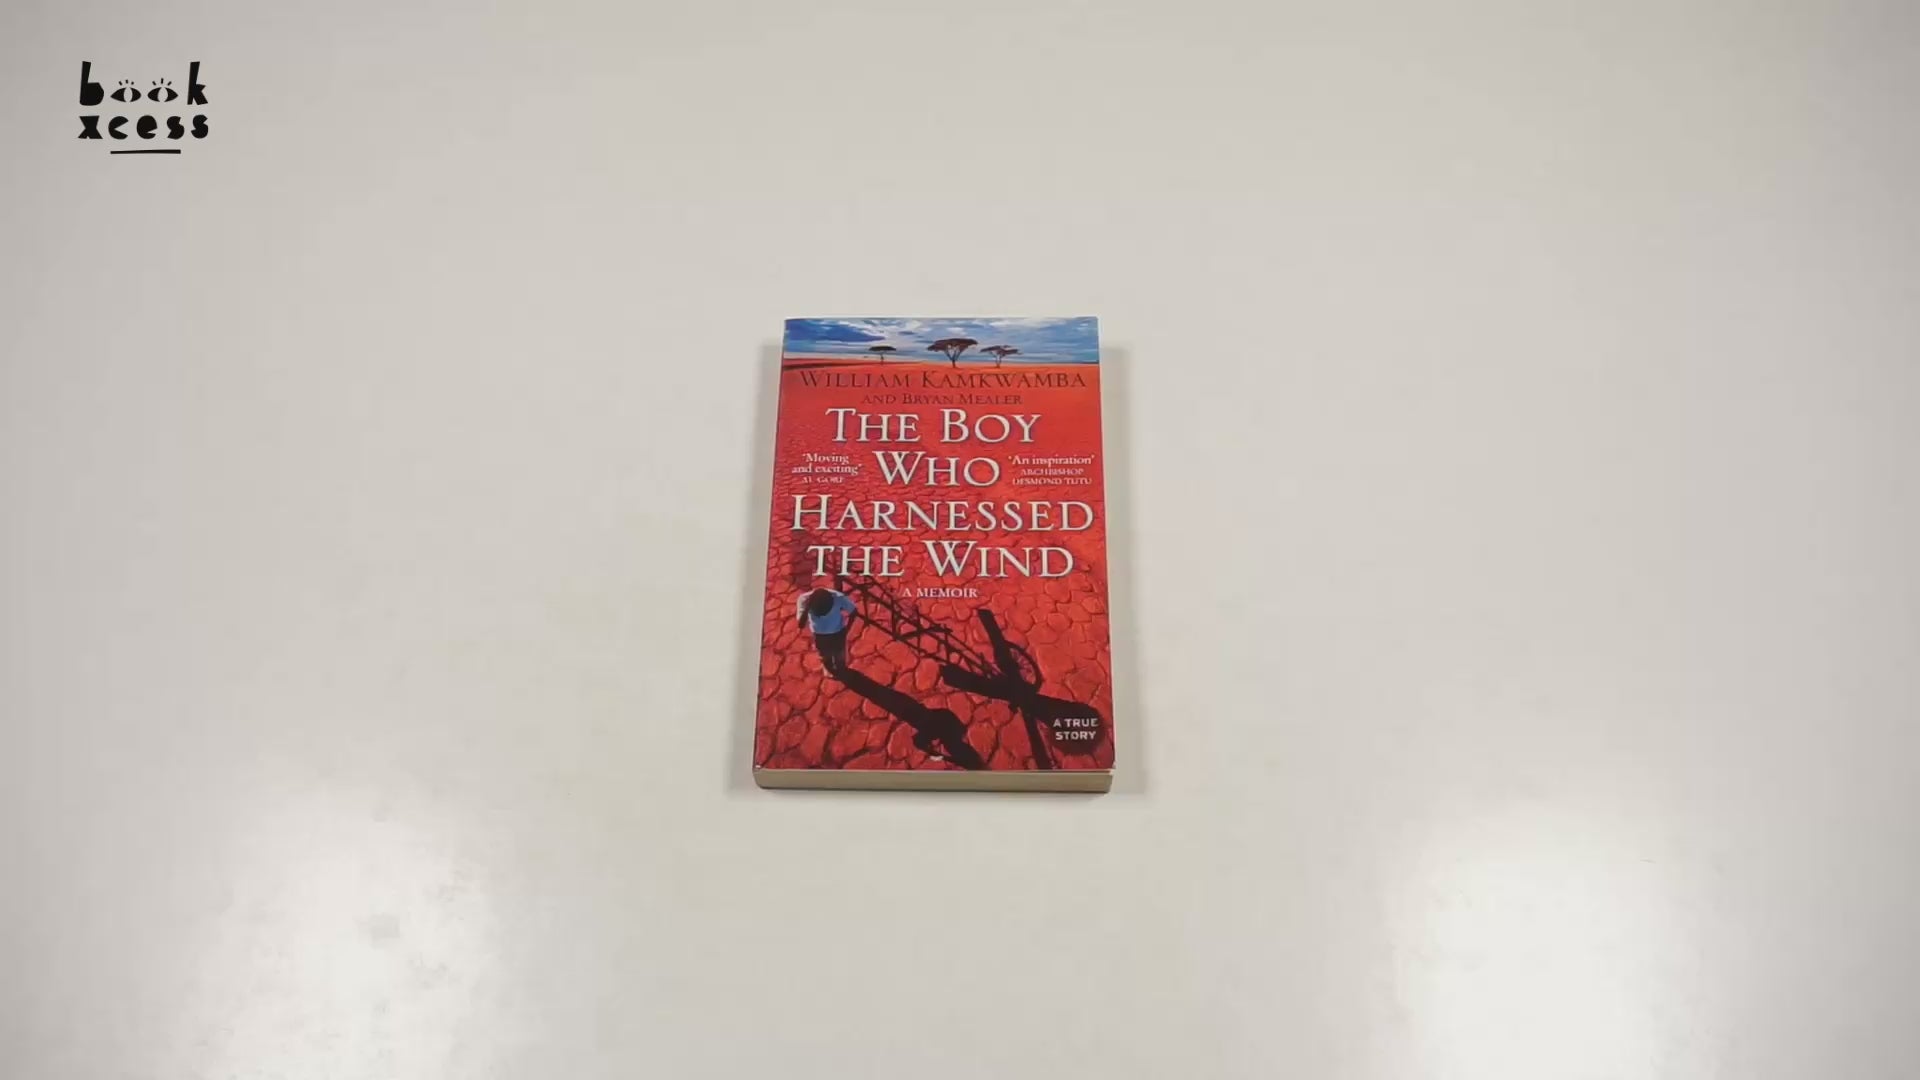 book
xcess
WILLIAM KAMKWAMBA
AND BRYAN MEALER
THE BOY
WHO
HARNESSED
THE WIND
'Moving
and exciting'
AL GORE
'An inspiration'
ARCHBISHOP
DESMOND TUTU
A MEMOIR
A TRUE
STORY